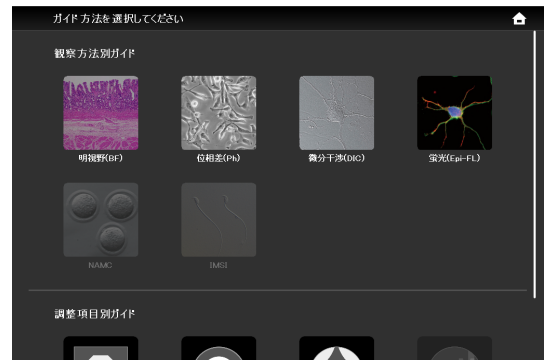 ガイド方法を選択してください
観察方法別ガイド
明視野(BF)
位相差(Ph)
微分干渉(DIC)
蛍光(Epi-FL)
NAMC
IMSI
調整項目別ガイド